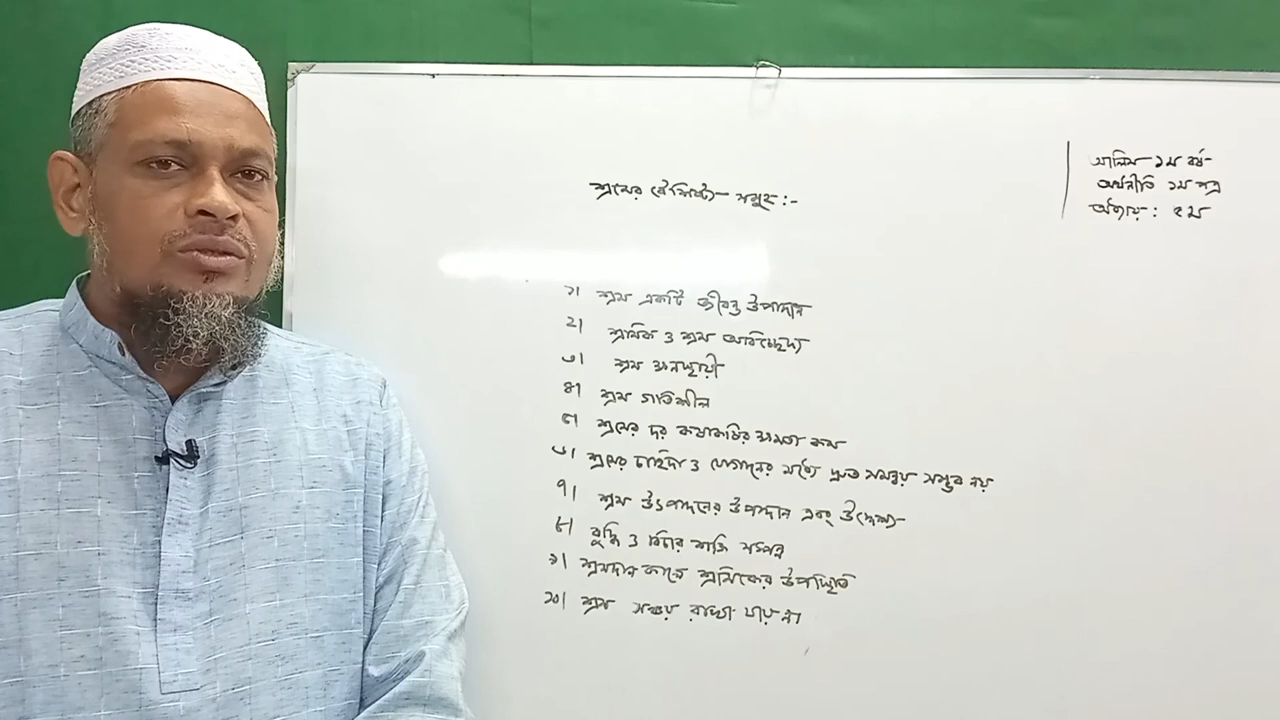 আলিম ১ম বর্ষ
অর্থনীতি ১ম পত্র
অধ্যায় : ৫ম
শ্রমের বৈশিষ্ট্য সমূহ :-
১। শ্রম একটি জীবন্ত উপাদান
২। শ্রমিক ও শ্রম অবিচ্ছেদ্য
৩। শ্রম ক্ষনস্থায়ী
৪। শ্রম গতিশীল
৫। শ্রমের দর কষাকষির ক্ষমতা কম
৬। শ্রমের চাহিদা ও যোগানের মধ্যে দ্রুত সমন্বয় সম্ভব নয়
৭। শ্রম উৎপাদনের উপাদান এবং উদ্দেশ্য
৮। বুদ্ধি ও বিচার শক্তি সম্পন্ন
৯। শ্রমদান কালে শ্রমিকের উপস্থিতি
১০। শ্রম সঞ্চয় রাখা যায় না